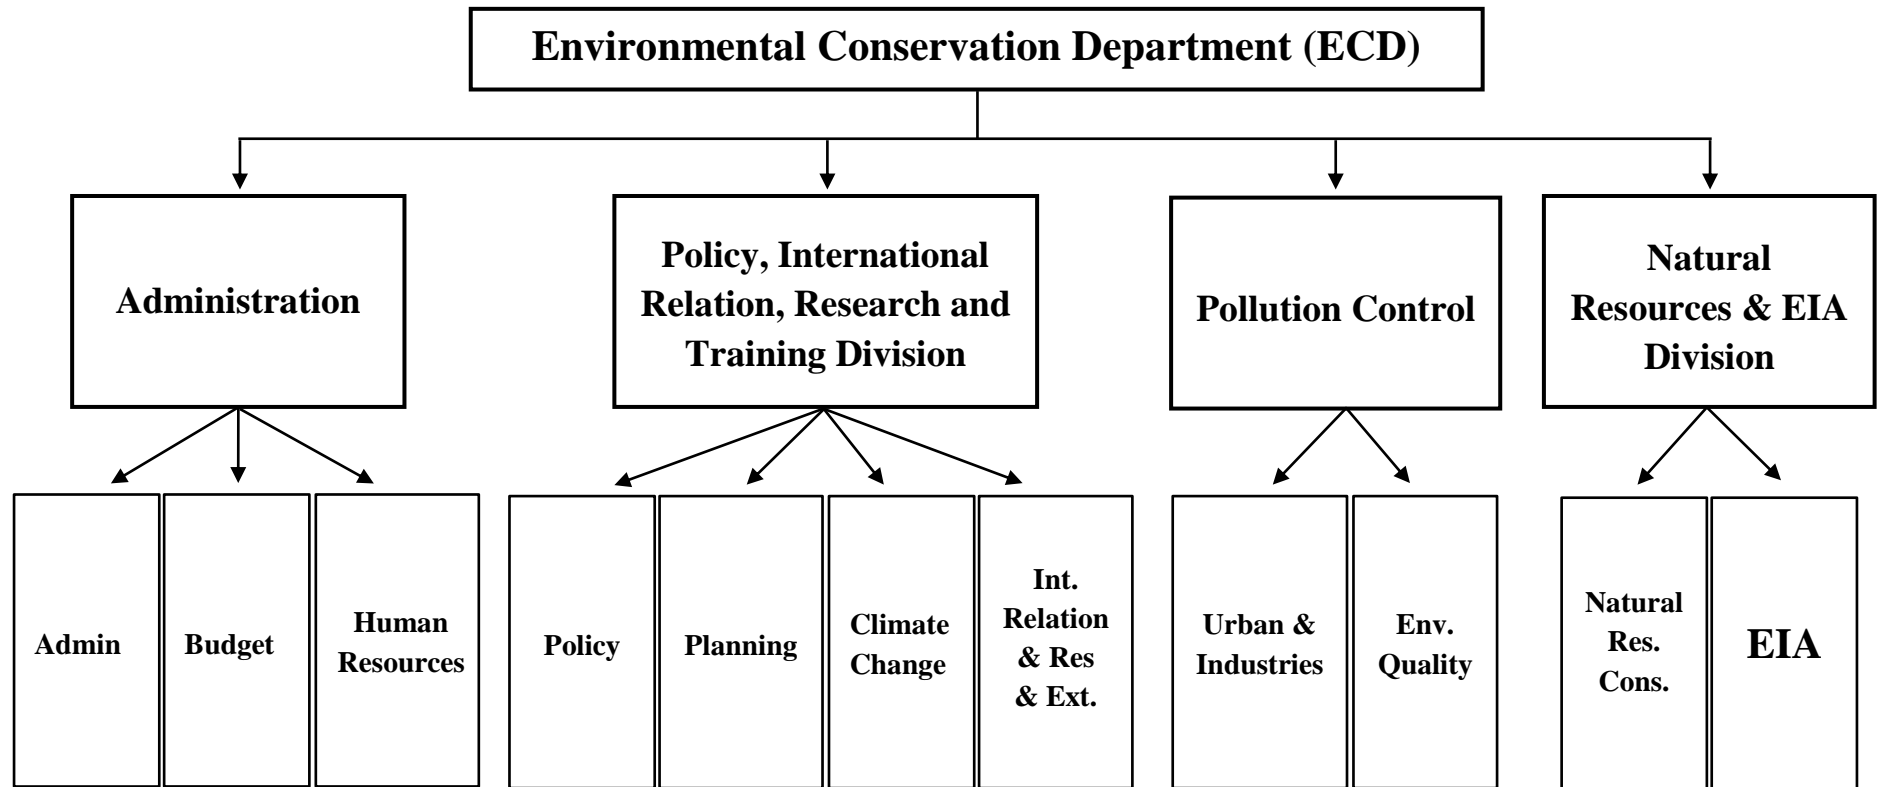 Environmental Conservation Department (ECD)
Administration
Policy, International
Relation, Research and
Training Division
Pollution Control
Natural
Resources & EIA
Division
Admin
Budget
Human
Resources
Policy
Planning
Climate
Change
Int.
Relation
& Res
& Ext.
Urban &
Industries
Env.
Quality
Natural
Res.
Cons.
EIA